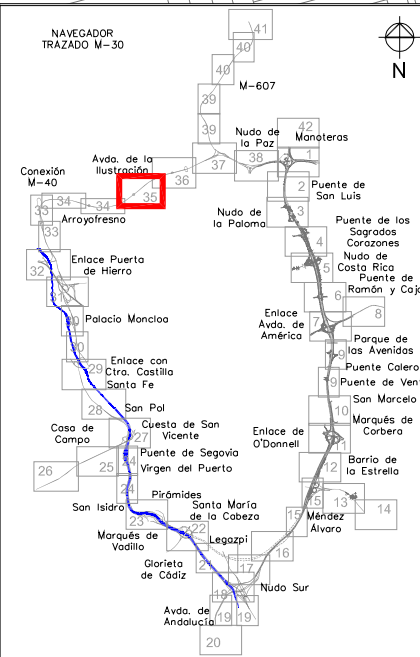 NAVEGADOR
TRAZADO M-30
N
41
40
40
M-607
39
39
42
Nudo de
la Paz
Manoteras
1
Avda. de la
Ilustración
37
38
36
35
Conexión
M-40
34
34
33
Arroyofresno
33
2
Puente de
San Luis
Nudo de
la Paloma
3
Puente de los
Sagrados
Corazones
4
Nudo de
Costa Rica
5
Puente de
Ramón y Caja
6
Enlace Puerta
de Hierro
32
Palacio Moncloa
Enlace
Avda. de
América
7
8
Parque de
las Avenidas
9
Puente Calero
9
Puente de Vent
Enlace con
Ctra. Castilla
29
Santa Fe
28
San Pol
San Marcelo
10
Marqués de
Corbera
Enlace de
O'Donnell
11
Casa de
Campo
Cuesta de San
Vicente
27
Puente de Segovia
24
Virgen del Puerto
25
26
24
Barrio de
la Estrella
12
13
14
15
Méndez
Álvaro
15
16
Pirámides
San Isidro
23
Santa María
de la Cabeza
22
Marqués de
Vadillo
Legazpi
Glorieta
de Cádiz
21
17
18
Nudo Sur
Avda. de
Andalucía
19
19
20